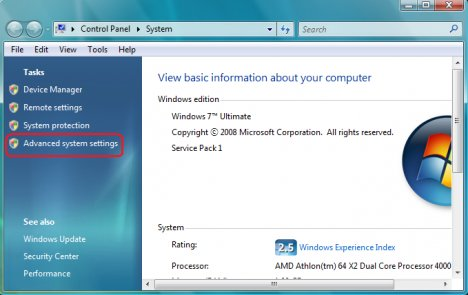 Control Panel ▸ System
Search
File Edit View Tools Help
Tasks
Device Manager
Remote settings
System protection
Advanced system settings
See also
Windows Update
Security Center
Performance
View basic information about your computer
Windows edition
Windows 7™ Ultimate
Copyright © 2008 Microsoft Corporation. All rights reserved.
Service Pack 1
System
Rating: 2,5 Windows Experience Index
Processor: AMD Athlon(tm) 64 X2 Dual Core Processor 4000